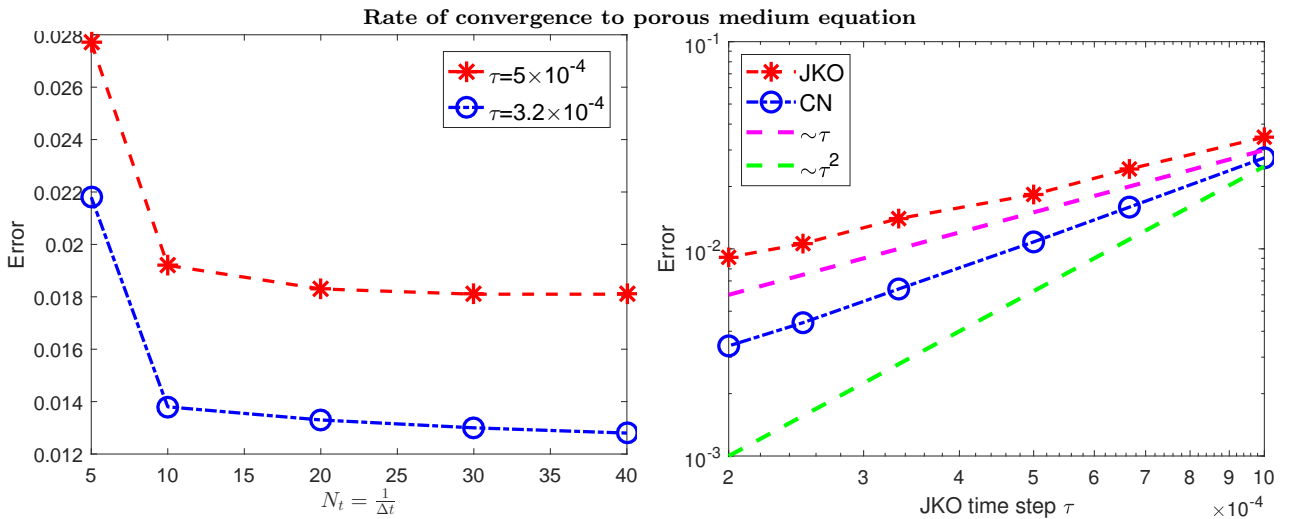 Rate of convergence to porous medium equation
0.028
0.026
0.024
0.022
0.02
0.018
0.016
0.014
0.012
Error
5 10 15 20 25 30 35 40
N_t = 1/Δt
τ=5×10^-4
τ=3.2×10^-4
10^-1
10^-2
10^-3
Error
JKO
CN
~τ
~τ^2
2 3 4 5 6 7 8 9 10
JKO time step τ
×10^-4